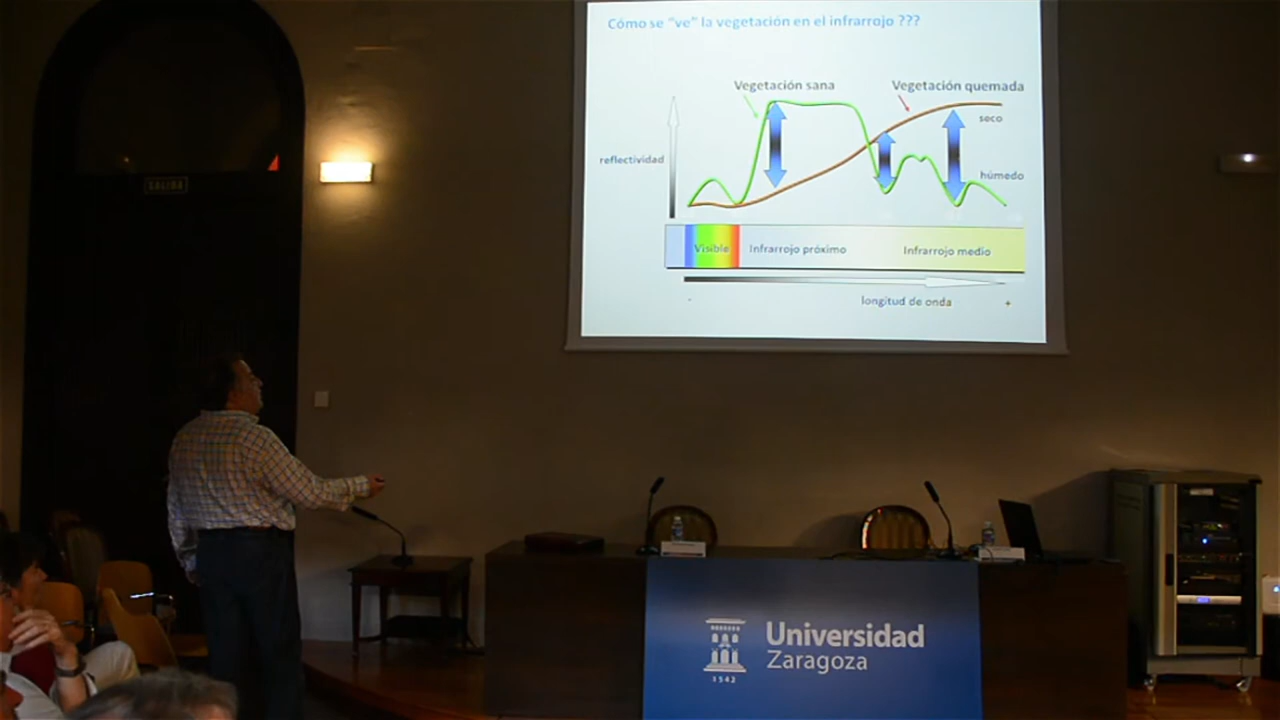 Cómo se "ve" la vegetación en el infrarrojo ???
Vegetación sana
Vegetación quemada
seco
reflectividad
húmedo
Visible
Infrarrojo próximo
Infrarrojo medio
longitud de onda
- +
SALIDA
Universidad
Zaragoza
1542